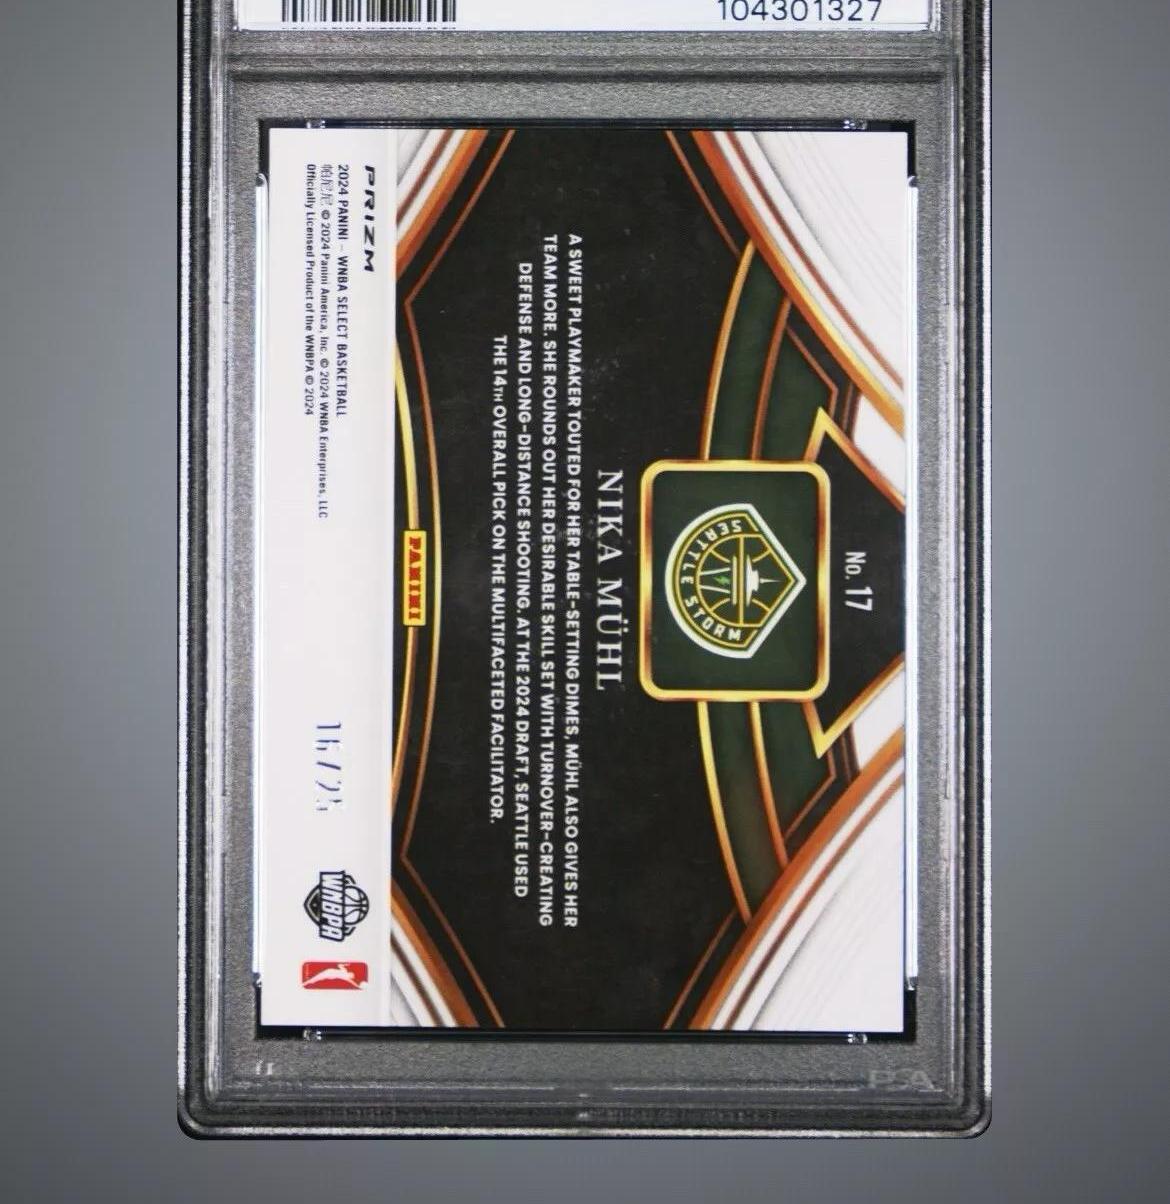 104301327
No. 17
SEATTLE STORM
NIKA MÜHL
A SWEET PLAYMAKER TOUTED FOR HER TABLE-SETTING DIMES, MÜHL ALSO GIVES HER
TEAM MORE. SHE ROUNDS OUT HER DESIRABLE SKILL SET WITH TURNOVER-CREATING
DEFENSE AND LONG-DISTANCE SHOOTING. AT THE 2024 DRAFT, SEATTLE USED
THE 14TH OVERALL PICK ON THE MULTIFACETED FACILITATOR.
PANINI
PRIZM
2024 PANINI – WNBA SELECT BASKETBALL
帕尼尼 © 2024 Panini America, Inc. © 2024 WNBA Enterprises, LLC
Officially Licensed Product of the WNBPA © 2024
16/25
WNBPA
PSA